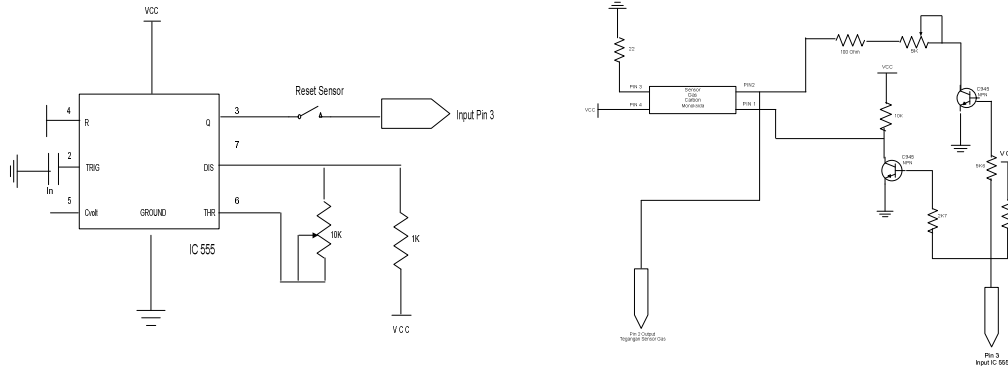 VCC
Reset Sensor
4
R
Q
3
Input Pin 3
7
2
TRIG
DIS
In
5
Cvolt
GROUND
THR
6
IC 555
10K
1K
VCC
22
PIN 3
PIN 4
VCC
Sensor
Gas
Carbon
Monoksida
PIN2
PIN 1
100 Ohm
5K
VCC
10K
C945
NPN
C945
NPN
2K7
VC
Pin 2 Output
Tegangan Sensor Gas
Pin 3
Input IC 555